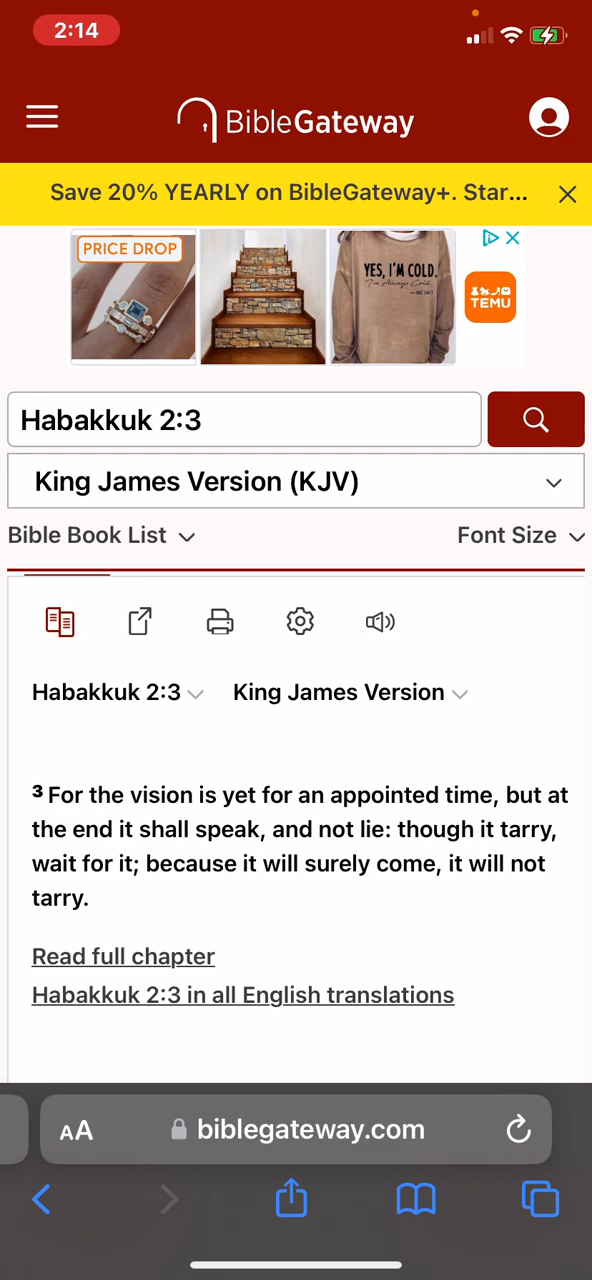 2:14
BibleGateway
Save 20% YEARLY on BibleGateway+. Star...
PRICE DROP
YES, I'M COLD.
I'm Always Cold.
TEMU
Habakkuk 2:3
King James Version (KJV)
Bible Book List
Font Size
Habakkuk 2:3 King James Version
3 For the vision is yet for an appointed time, but at
the end it shall speak, and not lie: though it tarry,
wait for it; because it will surely come, it will not
tarry.
Read full chapter
Habakkuk 2:3 in all English translations
AA
biblegateway.com